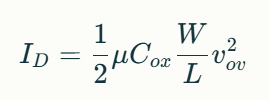 I_D = \frac{1}{2} \mu C_{ox} \frac{W}{L} v_{ov}^2